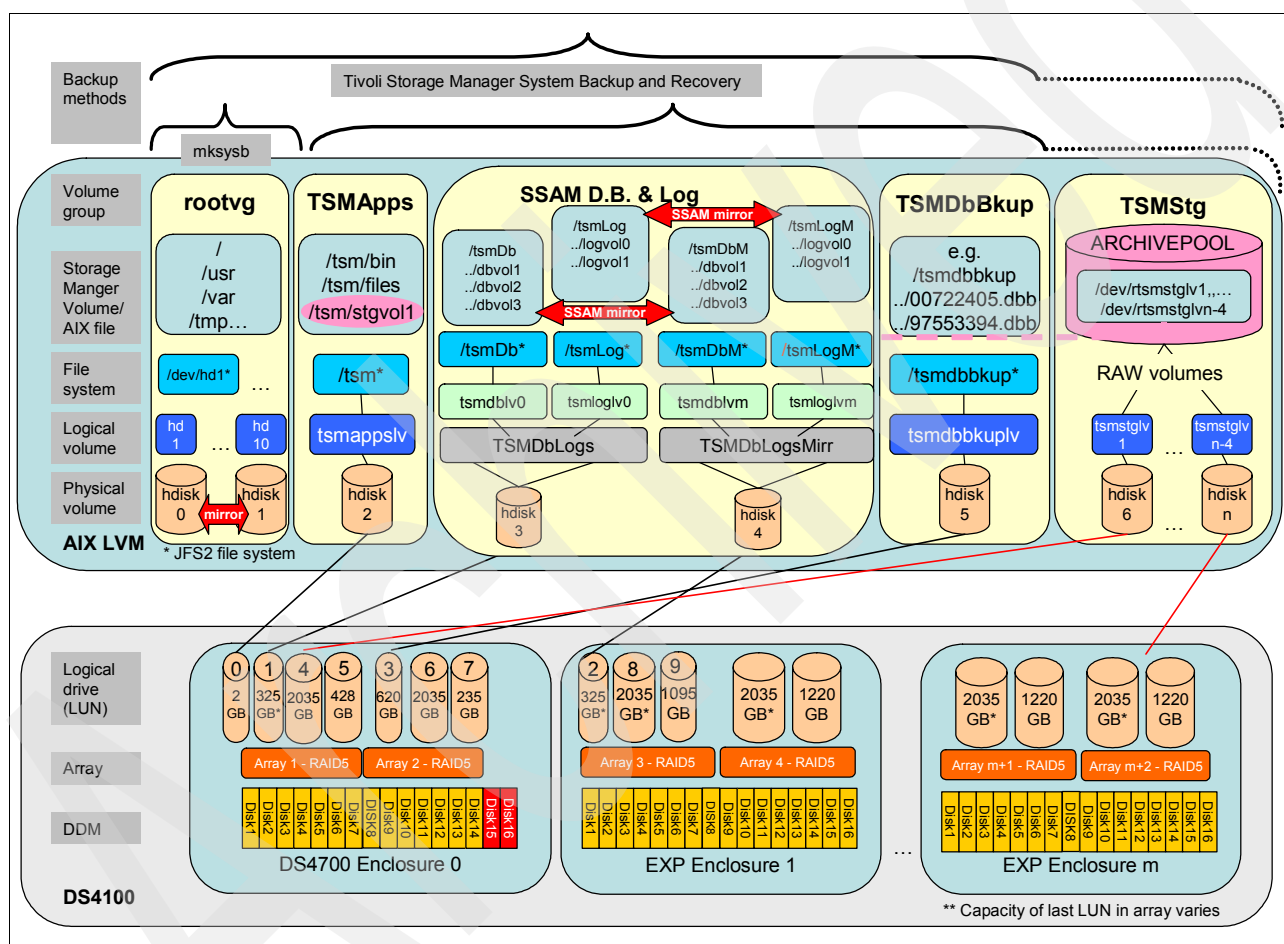 Backup
methods
Tivoli Storage Manager System Backup and Recovery
mksysb
Volume
group
rootvg
TSMApps
SSAM D.B. & Log
TSMDbBkup
TSMStg
Storage
Manger
Volume/
AIX file
/
/usr
/var
/tmp…
/tsm/bin
/tsm/files
/tsm/stgvol1
/tsmDb
../dbvol1
../dbvol2
../dbvol3
/tsmLog
../logvol0
../logvol1
SSAM mirror
/tsmDbM
../dbvol1
../dbvol2
../dbvol3
/tsmLogM
../logvol0
../logvol1
SSAM mirror
e.g.
/tsmdbbkup
../00722405.dbb
../97553394.dbb
ARCHIVEPOOL
/dev/rtsmstglv1,,…
/dev/rtsmstglvn-4
File
system
/dev/hd1*
…
/tsm*
/tsmDb*
/tsmLog*
/tsmDbM*
/tsmLogM*
/tsmdbbkup*
RAW volumes
Logical
volume
hd
1
…
hd
10
tsmappslv
tsmdblv0
tsmloglv0
tsmdblvm
tsmloglvm
TSMDbLogs
TSMDbLogsMirr
tsmdbbkuplv
tsmstglv
1
…
tsmstglv
n-4
Physical
volume
hdisk
0
mirror
hdisk
1
hdisk
2
hdisk
3
hdisk
4
hdisk
5
hdisk
6
…
hdisk
n
AIX LVM
* JFS2 file system
Logical
drive
(LUN)
0
2
GB
1
325
GB*
4
2035
GB
5
428
GB
3
620
GB
6
2035
GB
7
235
GB
2
325
GB*
8
2035
GB*
9
1095
GB
2035
GB*
1220
GB
2035
GB*
1220
GB
2035
GB*
1220
GB
Array
Array 1 - RAID5
Array 2 - RAID5
Array 3 - RAID5
Array 4 - RAID5
Array m+1 - RAID5
Array m+2 - RAID5
DDM
Disk1
Disk2
Disk3
Disk4
Disk5
Disk6
Disk7
DISK8
Disk9
Disk10
Disk11
Disk12
Disk13
Disk14
Disk15
Disk16
Disk1
Disk2
Disk3
Disk4
Disk5
Disk6
Disk7
DISK8
Disk9
Disk10
Disk11
Disk12
Disk13
Disk14
Disk15
Disk16
Disk1
Disk2
Disk3
Disk4
Disk5
Disk6
Disk7
DISK8
Disk9
Disk10
Disk11
Disk12
Disk13
Disk14
Disk15
Disk16
DS4700 Enclosure 0
EXP Enclosure 1
…
EXP Enclosure m
DS4100
** Capacity of last LUN in array varies